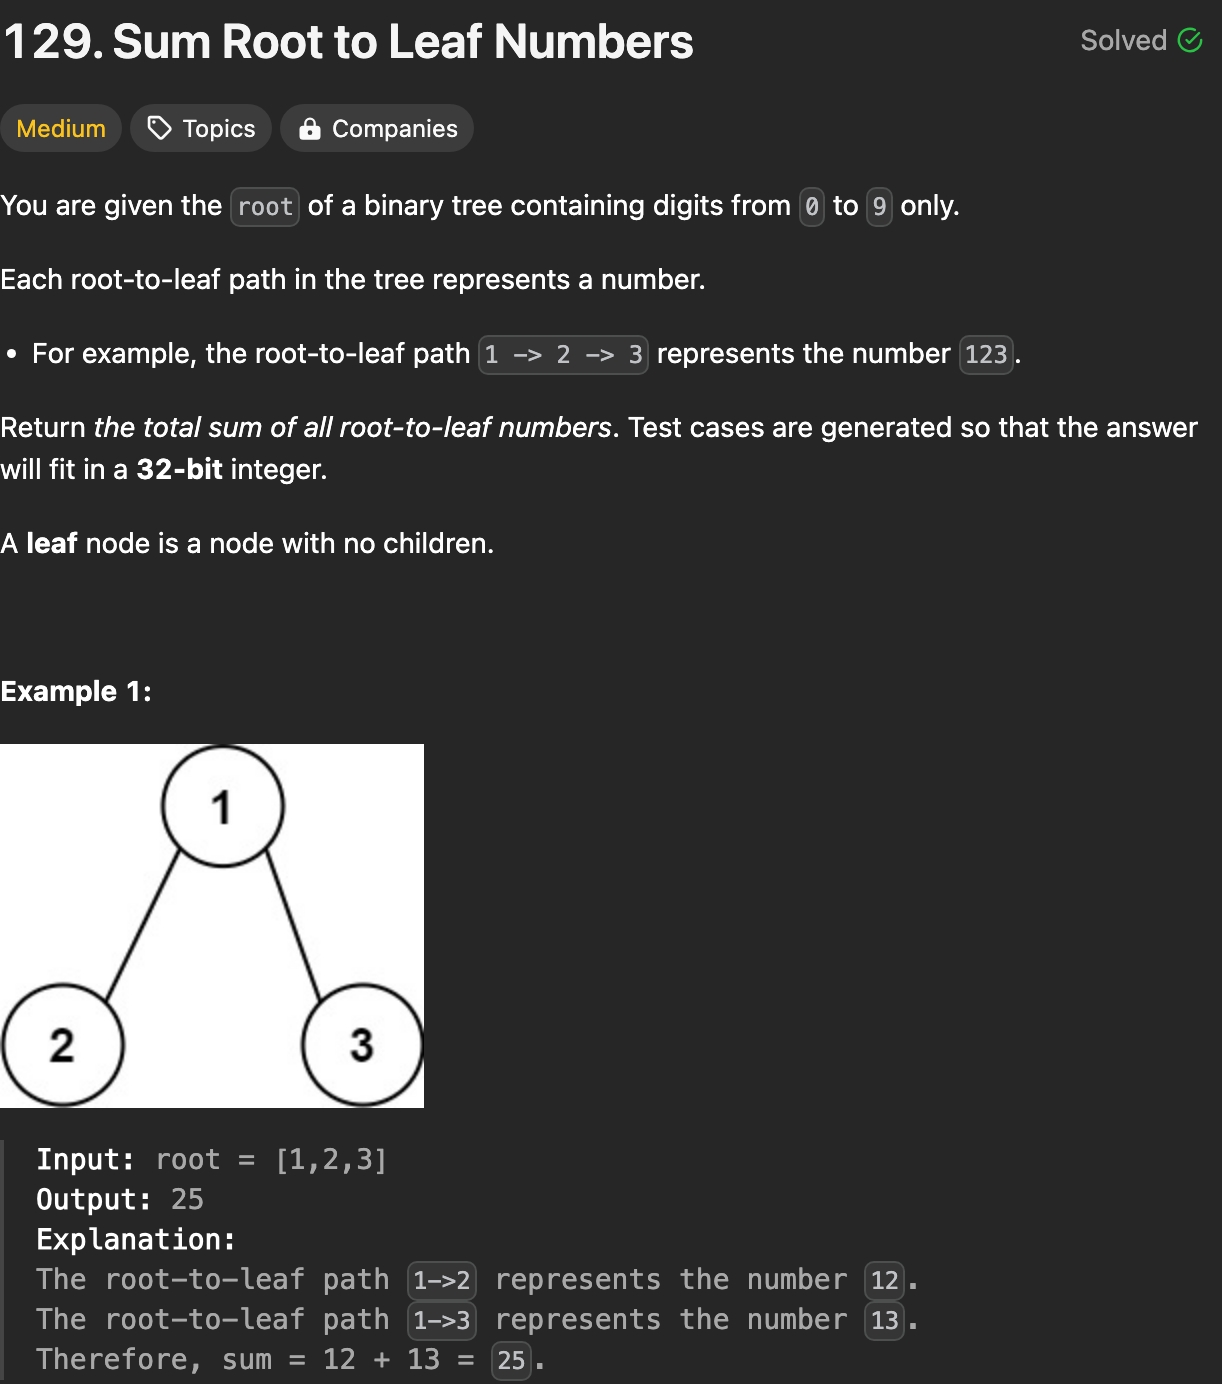 129. Sum Root to Leaf Numbers
Solved
Medium Topics Companies
You are given the root of a binary tree containing digits from 0 to 9 only.
Each root-to-leaf path in the tree represents a number.
• For example, the root-to-leaf path 1 -> 2 -> 3 represents the number 123.
Return the total sum of all root-to-leaf numbers. Test cases are generated so that the answer
will fit in a 32-bit integer.
A leaf node is a node with no children.
Example 1:
1
2 3
Input: root = [1,2,3]
Output: 25
Explanation:
The root-to-leaf path 1->2 represents the number 12.
The root-to-leaf path 1->3 represents the number 13.
Therefore, sum = 12 + 13 = 25.